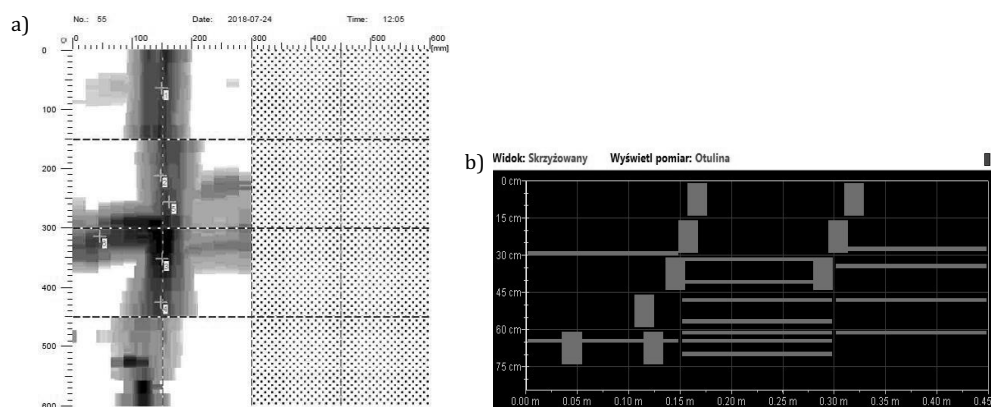 a)
No.: 55 Date: 2018-07-24 Time: 12:05
0 100 200 300 400 500 600
[mm]
0
100
200
300
400
500
600
b)
Widok: Skrzyżowany Wyświetl pomiar: Otulina
0 cm
15 cm
30 cm
45 cm
60 cm
75 cm
0.00 m 0.05 m 0.10 m 0.15 m 0.20 m 0.25 m 0.30 m 0.35 m 0.40 m 0.45